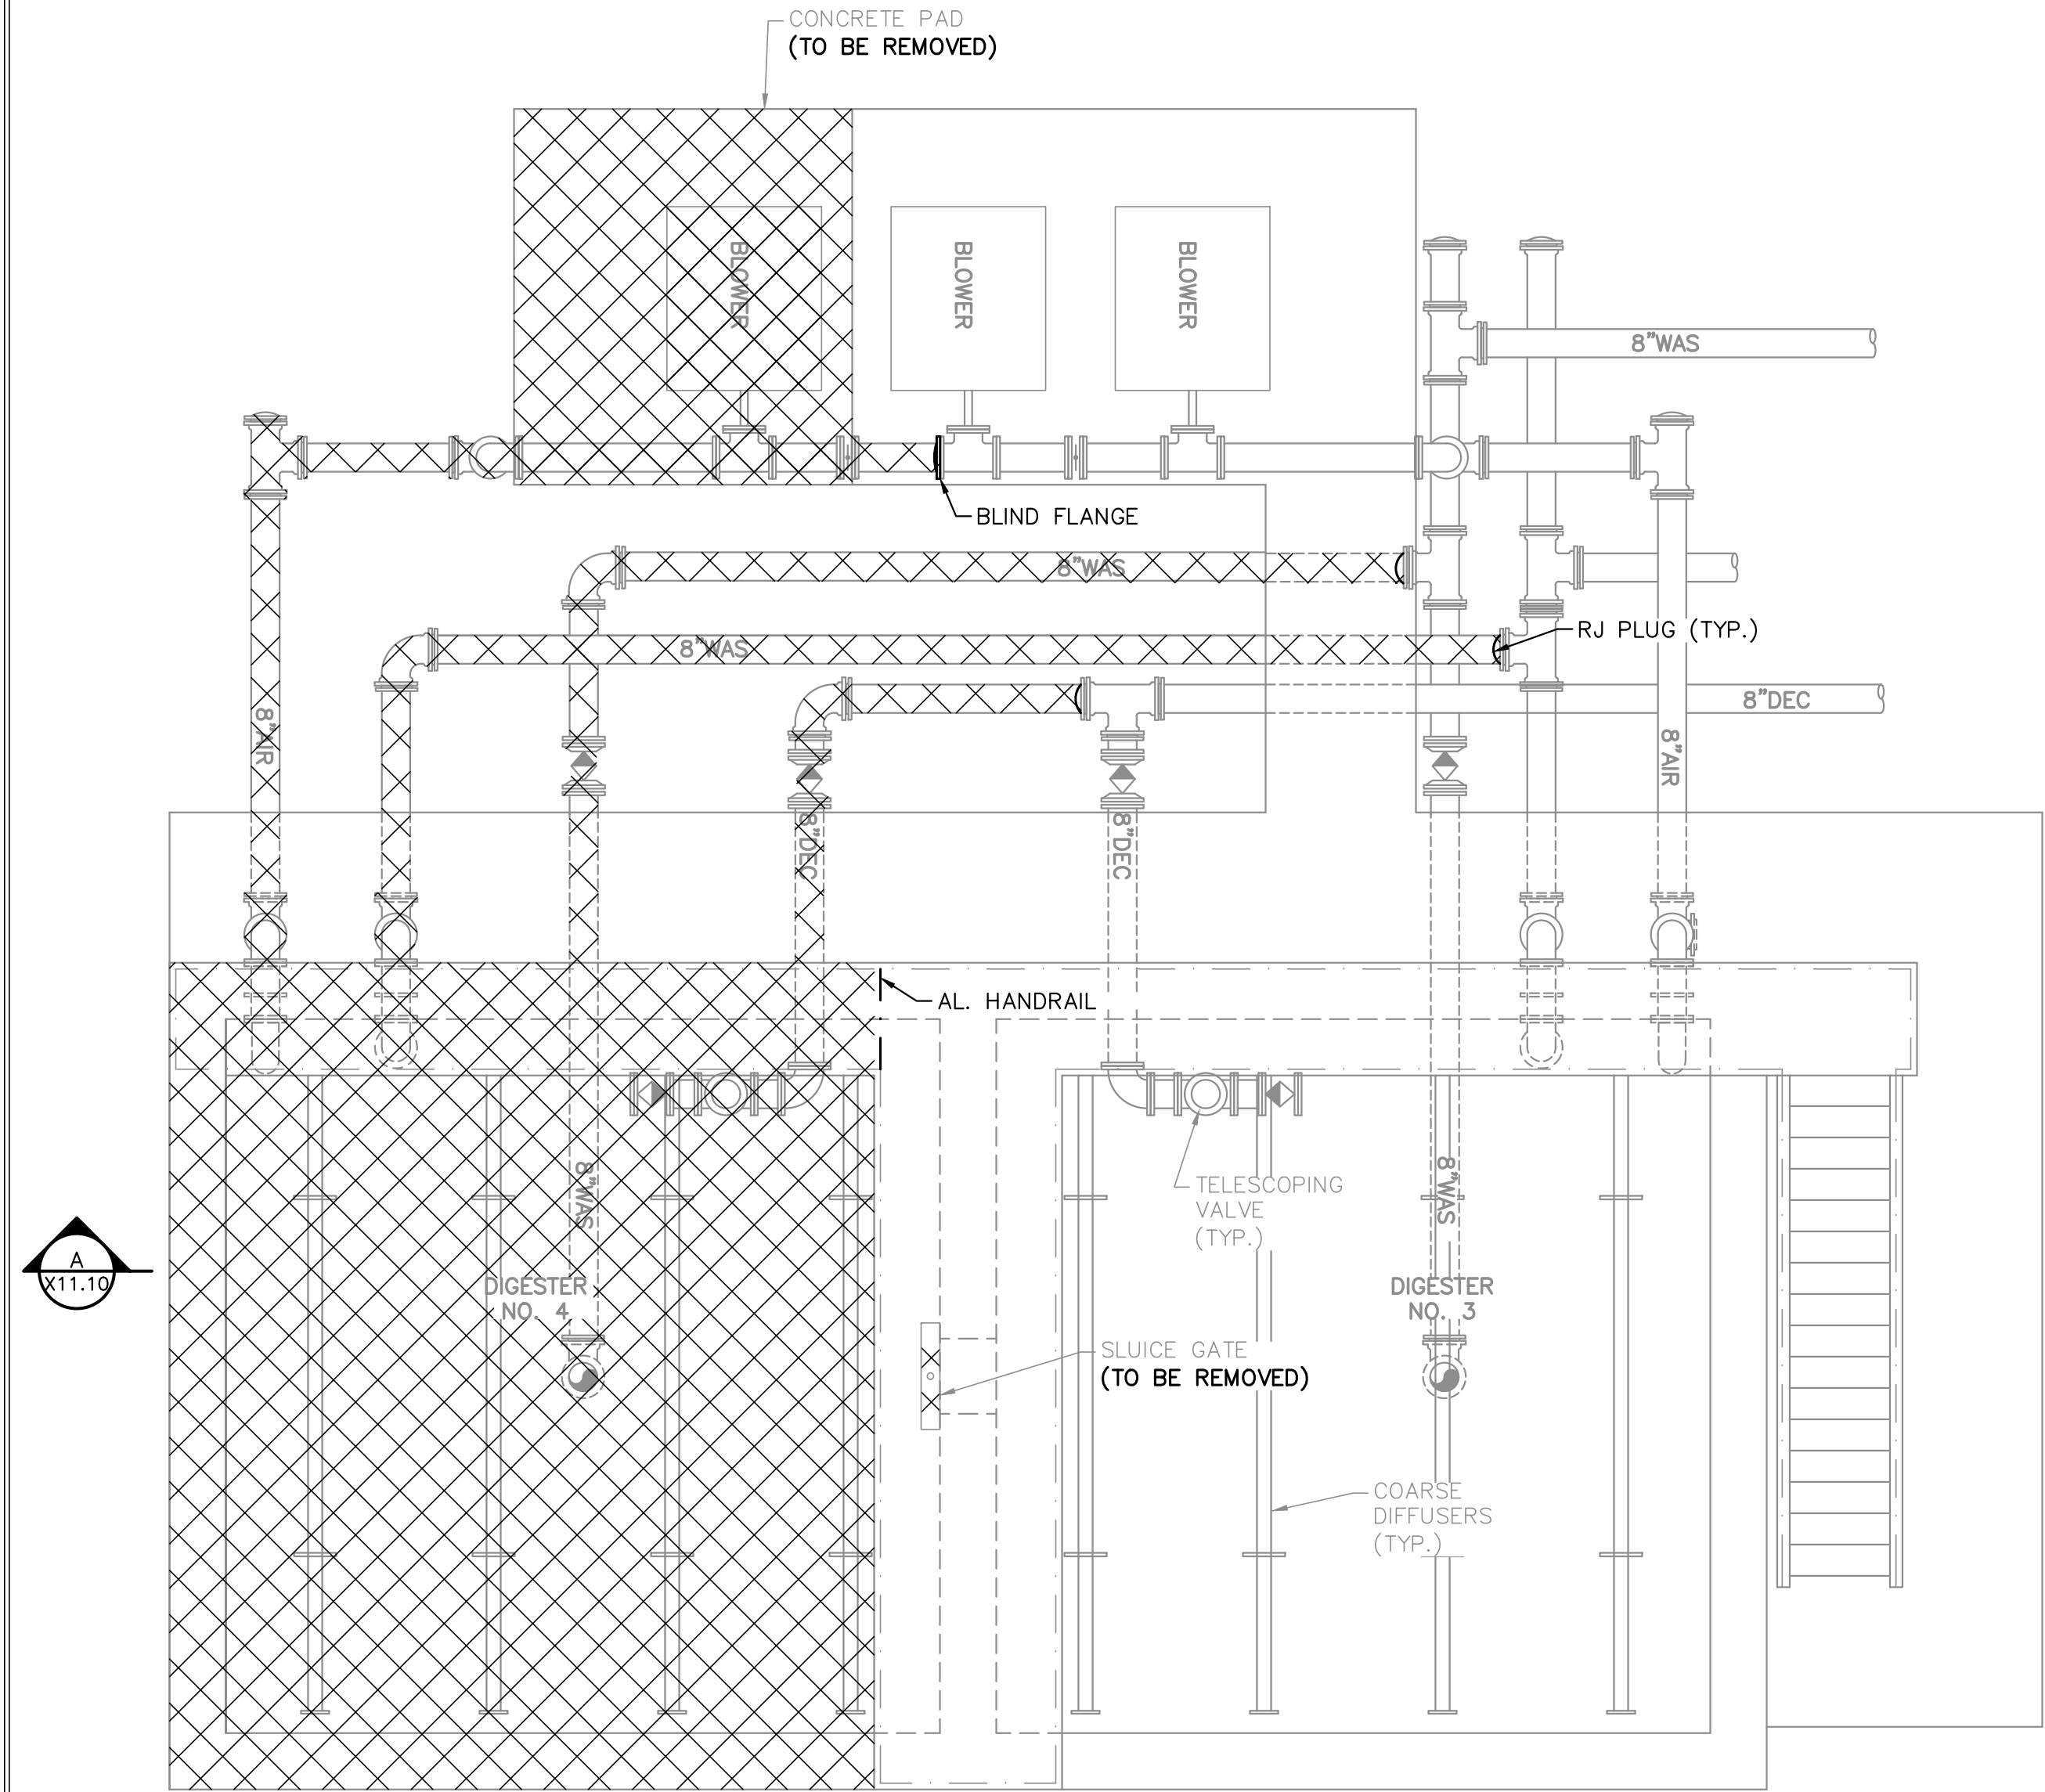 CONCRETE PAD
(TO BE REMOVED)
BLOWER
BLOWER
BLOWER
8"WAS
BLIND FLANGE
8"WAS
RJ PLUG (TYP.)
8"WAS
8"DEC
8"AIR
8"AIR
8"DEC
8"DEC
AL. HANDRAIL
8"WAS
8"WAS
TELESCOPING
VALVE
(TYP.)
A
X11.10
DIGESTER
NO. 4
DIGESTER
NO. 3
SLUICE GATE
(TO BE REMOVED)
COARSE
DIFFUSERS
(TYP.)